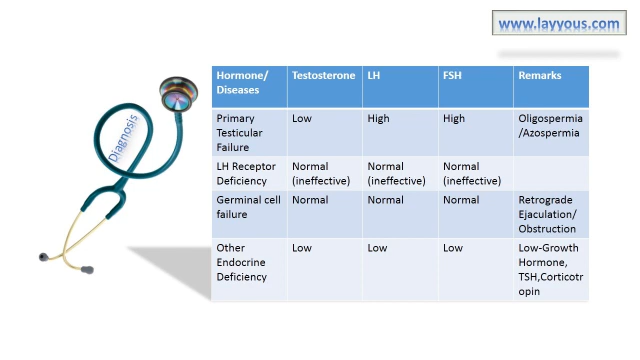 www.layyous.com
Diagnosis
Hormone/ Testosterone LH FSH Remarks
Diseases
Primary Low High High Oligospermia
Testicular /Azospermia
Failure
LH Receptor Normal Normal Normal
Deficiency (ineffective) (ineffective) (ineffective)
Germinal cell Normal Normal Normal Retrograde
failure Ejaculation/
Obstruction
Other Low Low Low Low-Growth
Endocrine Hormone,
Deficiency TSH,Corticotr
opin